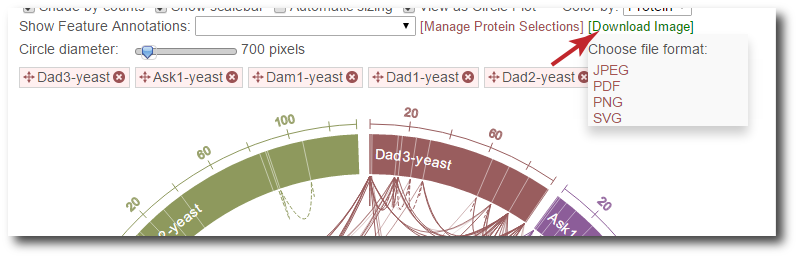 Shade by counts Show scalebar Automatic sizing View as Circle Plot Color by: Protein
Show Feature Annotations: [Manage Protein Selections] [Download Image]
Circle diameter: 700 pixels
Choose file format:
JPEG
PDF
PNG
SVG
Dad3-yeast Ask1-yeast Dam1-yeast Dad1-yeast Dad2-yeast
20
60
100
20
60
20
Dad3-yeast
2-yeast
Ask1